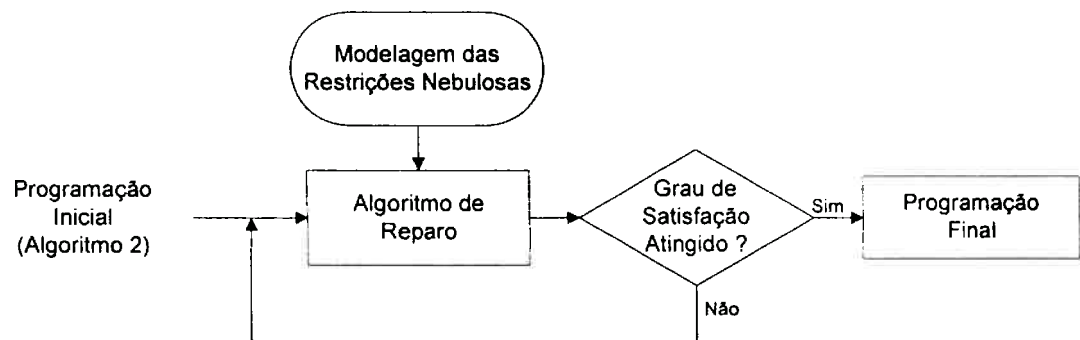 Modelagem das
Restrições Nebulosas
Programação
Inicial
(Algoritmo 2)
Algoritmo de
Reparo
Grau de
Satisfação
Atingido ?
Sim
Programação
Final
Não